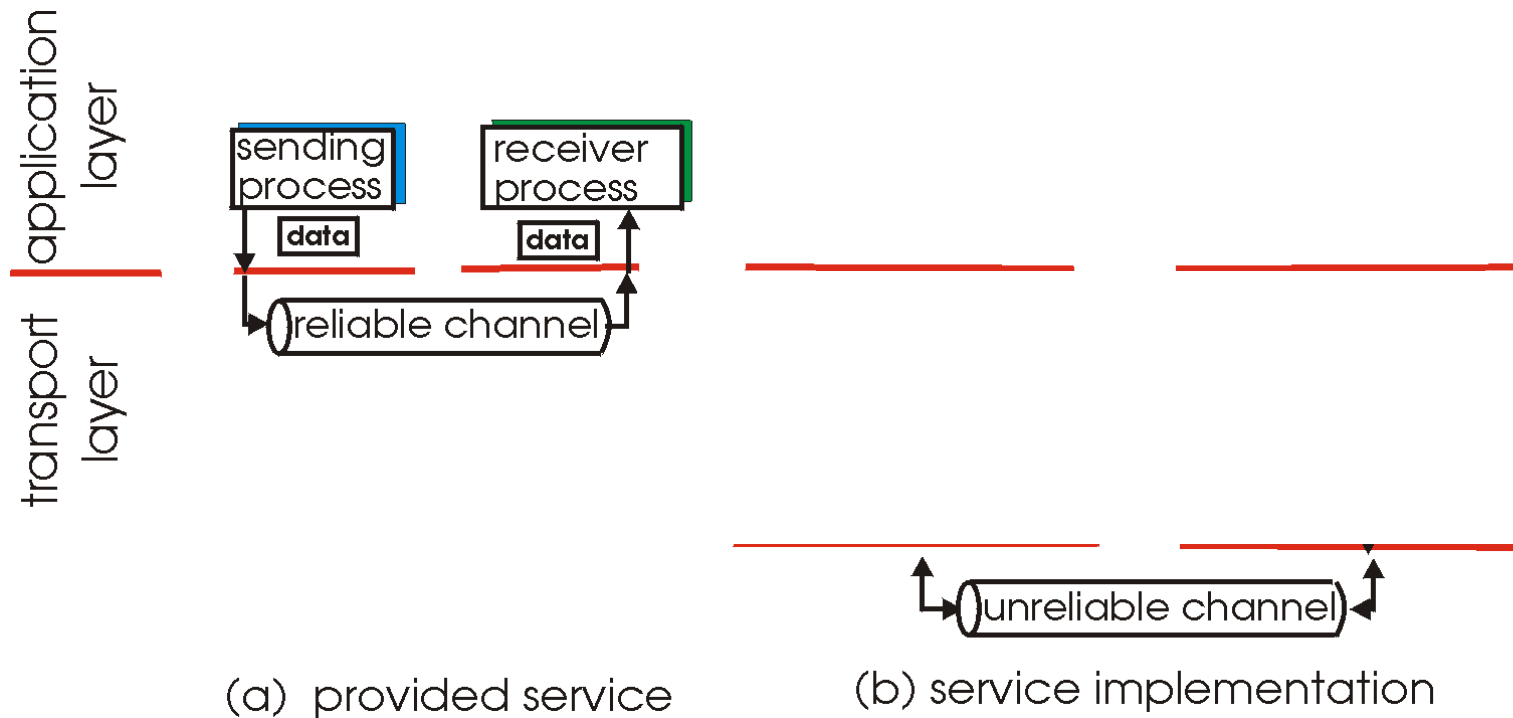 application
layer
transport
layer
sending
process
data
receiver
process
data
reliable channel
unreliable channel
(a) provided service
(b) service implementation